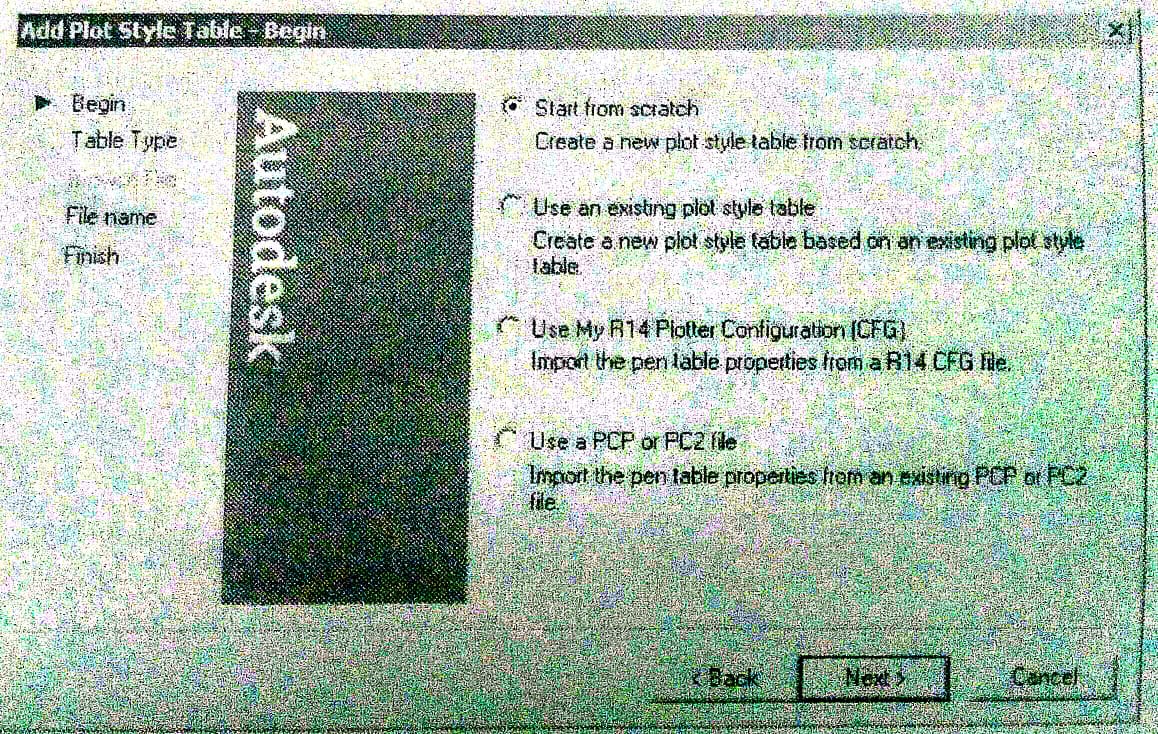 Add Plot Style Table - Begin
Begin
Table Type
File name
Finish
Autodesk
Start from scratch
Create a new plot style table from scratch.
Use an existing plot style table
Create a new plot style table based on an existing plot style
table.
Use My R14 Plotter Configuration (CFG)
Import the pen table properties from a R14 CFG file.
Use a PCP or PC2 file
Import the pen table properties from an existing PCP or PC2
file.
< Back
Next >
Cancel